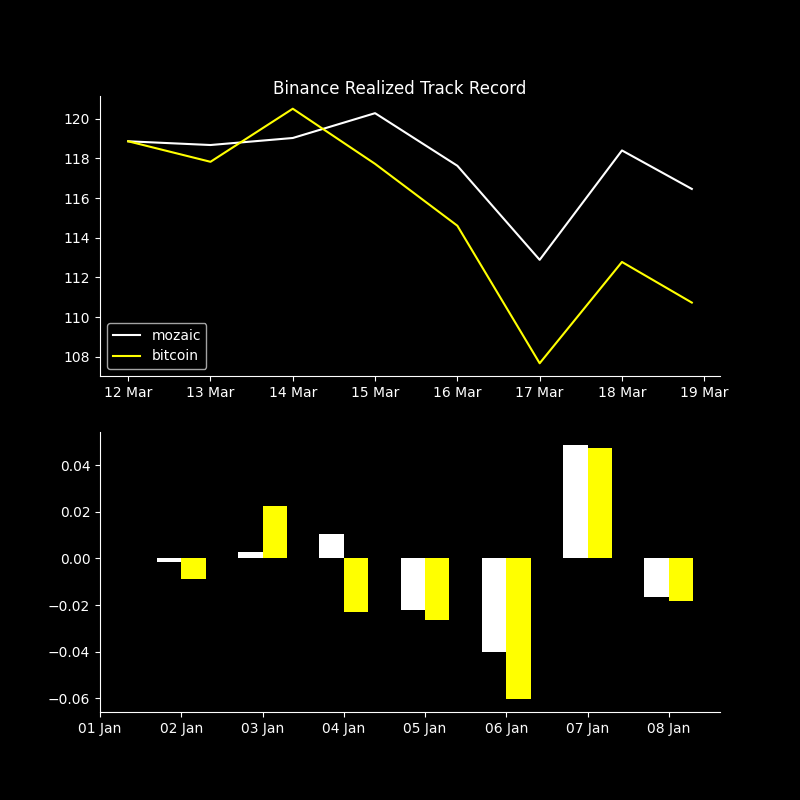 Binance Realized Track Record
120
118
116
114
112
110
108
mozaic
bitcoin
12 Mar 13 Mar 14 Mar 15 Mar 16 Mar 17 Mar 18 Mar 19 Mar
0.04
0.02
0.00
−0.02
−0.04
−0.06
01 Jan 02 Jan 03 Jan 04 Jan 05 Jan 06 Jan 07 Jan 08 Jan